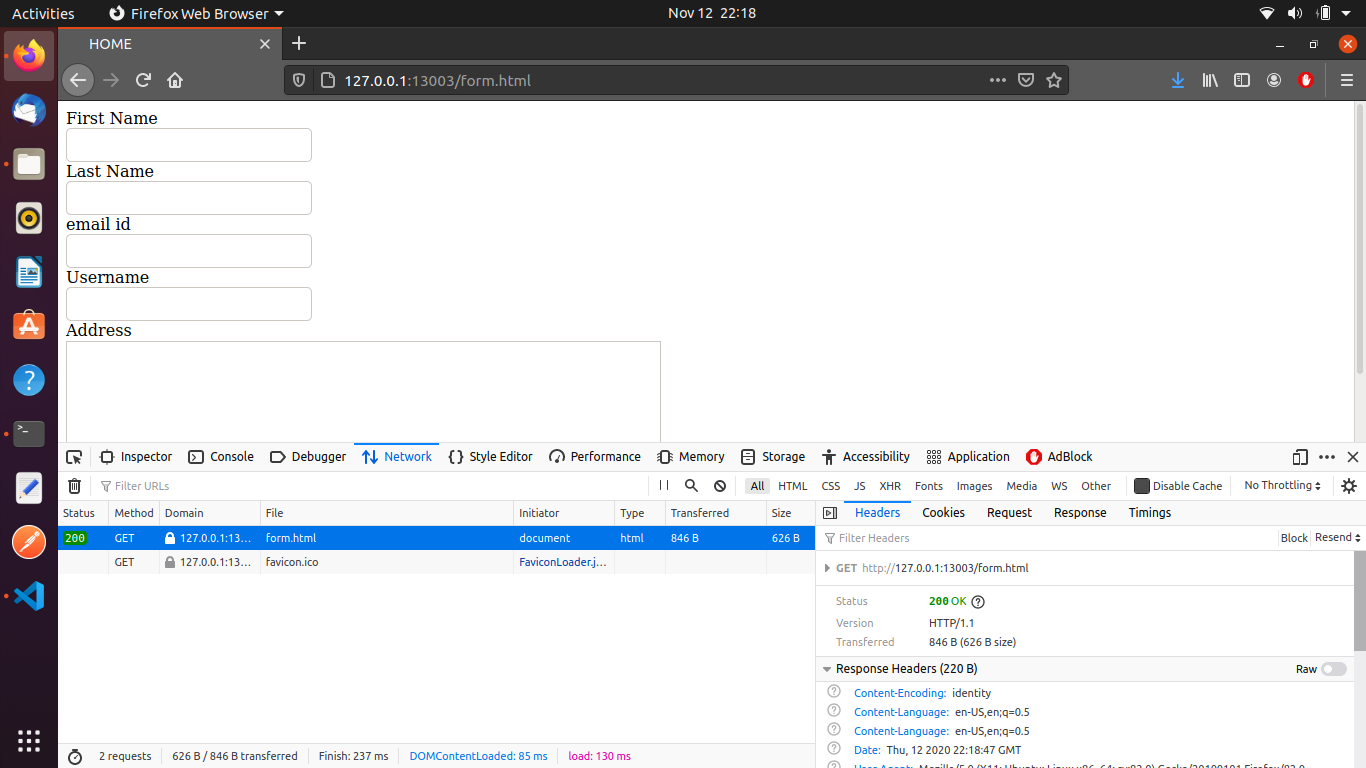 Activities Firefox Web Browser Nov 12 22:18
HOME
127.0.0.1:13003/form.html
First Name
Last Name
email id
Username
Address
Inspector Console Debugger Network Style Editor Performance Memory Storage Accessibility Application AdBlock
Filter URLs All HTML CSS JS XHR Fonts Images Media WS Other Disable Cache No Throttling
Status Method Domain File Initiator Type Transferred Size
200 GET 127.0.0.1:13... form.html document html 846 B 626 B
GET 127.0.0.1:13... favicon.ico FaviconLoader.j...
2 requests 626 B / 846 B transferred Finish: 237 ms DOMContentLoaded: 85 ms load: 130 ms
Headers Cookies Request Response Timings
Filter Headers Block Resend
GET http://127.0.0.1:13003/form.html
Status 200 OK
Version HTTP/1.1
Transferred 846 B (626 B size)
Response Headers (220 B) Raw
Content-Encoding: identity
Content-Language: en-US,en;q=0.5
Content-Language: en-US,en;q=0.5
Date: Thu, 12 2020 22:18:47 GMT